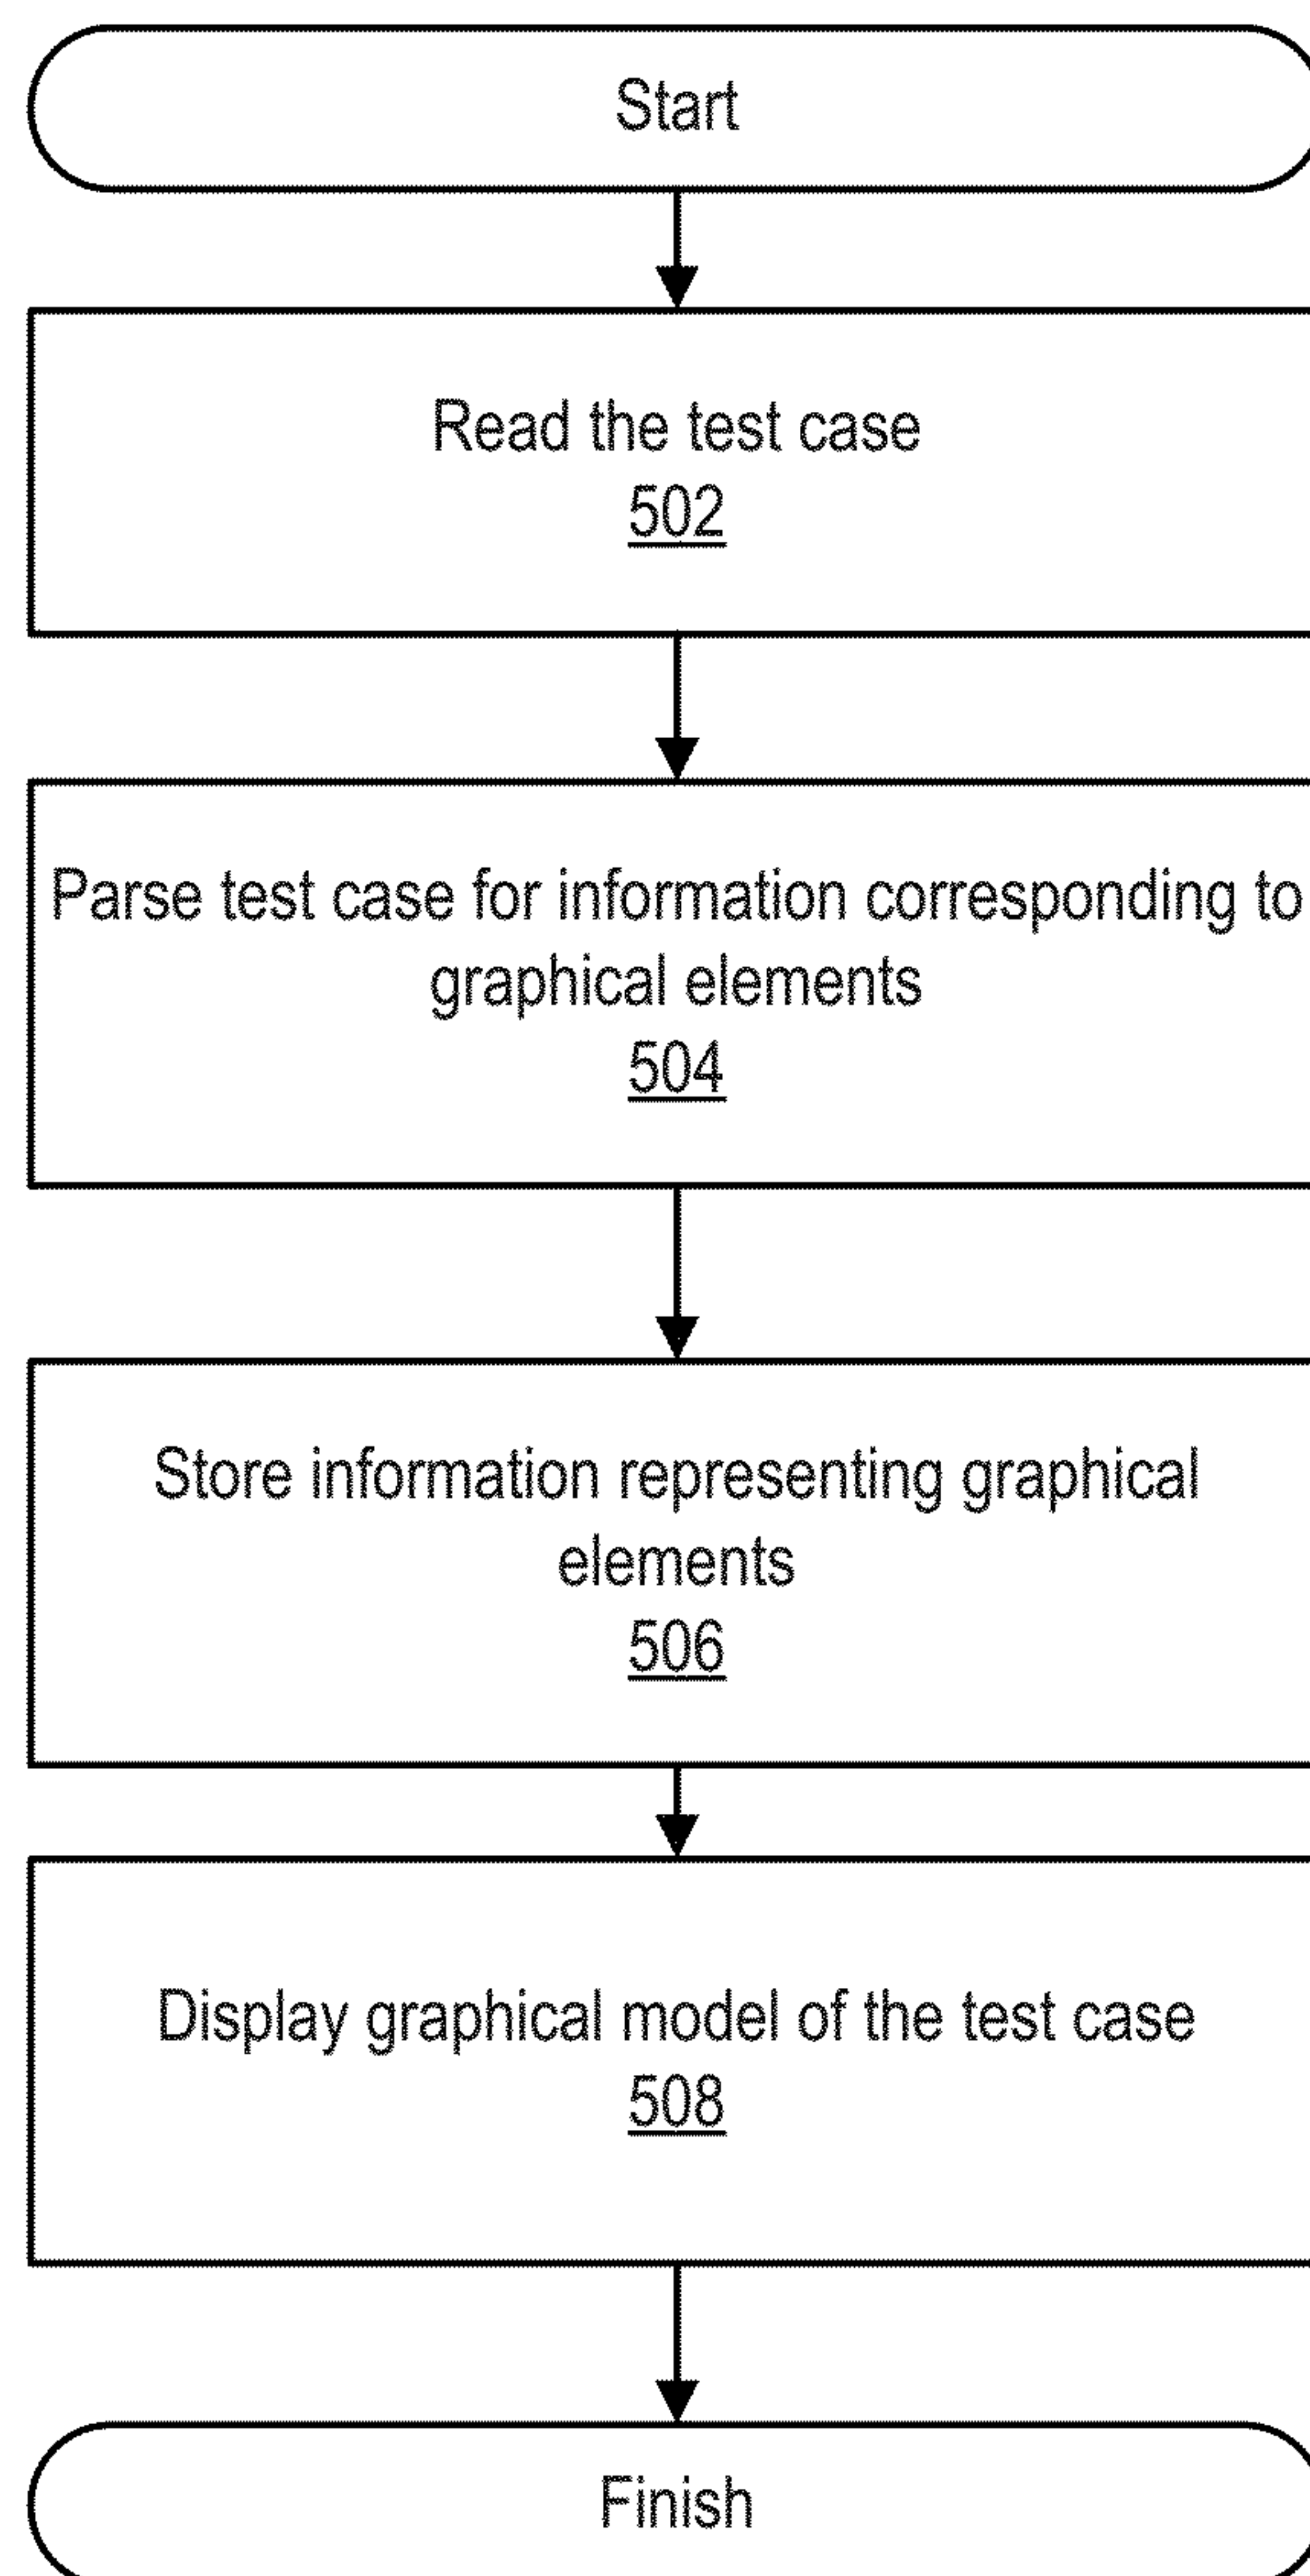 Start
Read the test case
502
Parse test case for information corresponding to
graphical elements
504
Store information representing graphical
elements
506
Display graphical model of the test case
508
Finish